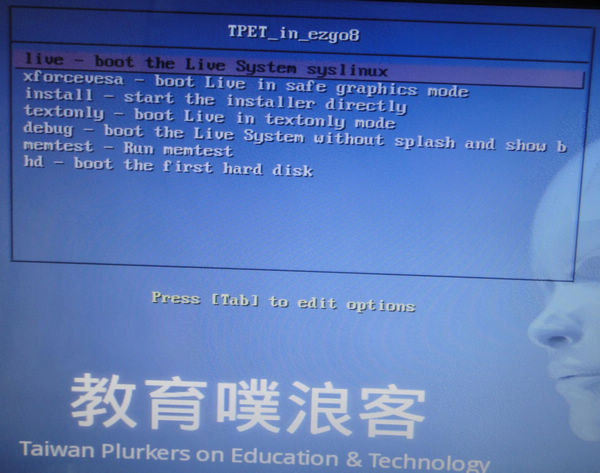 TPET_in_ezgo8
live - boot the Live System syslinux
xforcevesa - boot Live in safe graphics mode
install - start the installer directly
textonly - boot Live in textonly mode
debug - boot the Live System without splash and show b
memtest - Run memtest
hd - boot the first hard disk
Press [Tab] to edit options
教育噗浪客
Taiwan Plurkers on Education & Technology